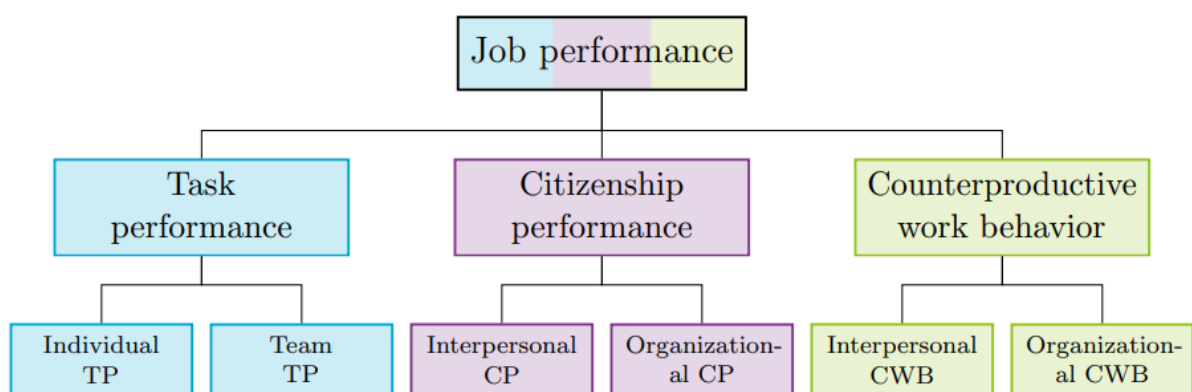 Job performance
Task
performance
Citizenship
performance
Counterproductive
work behavior
Individual
TP
Team
TP
Interpersonal
CP
Organization-
al CP
Interpersonal
CWB
Organization-
al CWB